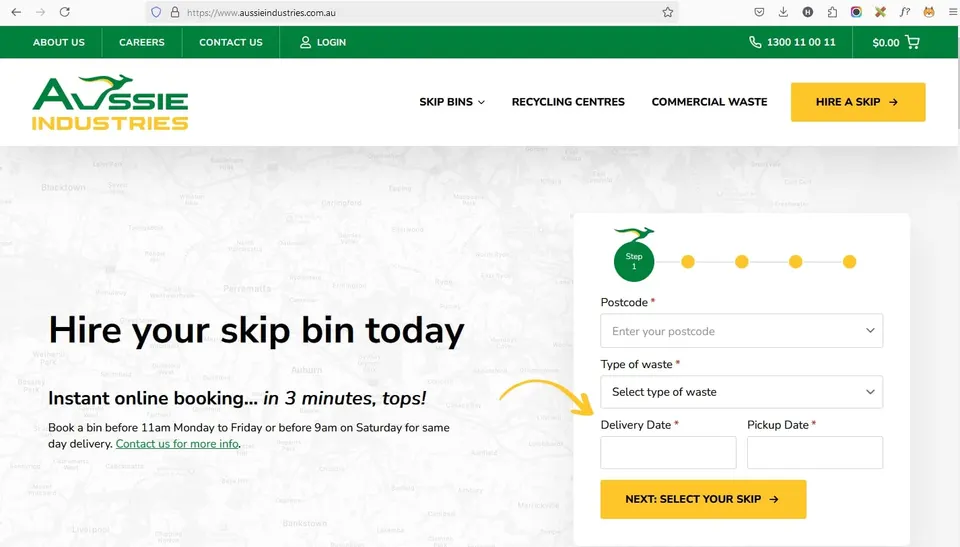 https://www.aussieindustries.com.au
ABOUT US CAREERS CONTACT US LOGIN 1300 11 00 11 $0.00
AUSSIE
INDUSTRIES
SKIP BINS RECYCLING CENTRES COMMERCIAL WASTE HIRE A SKIP →
Step
1
Postcode *
Enter your postcode
Hire your skip bin today
Type of waste *
Select type of waste
Instant online booking... in 3 minutes, tops!
Book a bin before 11am Monday to Friday or before 9am on Saturday for same
day delivery. Contact us for more info.
Delivery Date * Pickup Date *
NEXT: SELECT YOUR SKIP →
Blacktown
Parramatta
Auburn
Bankstown
Liverpool